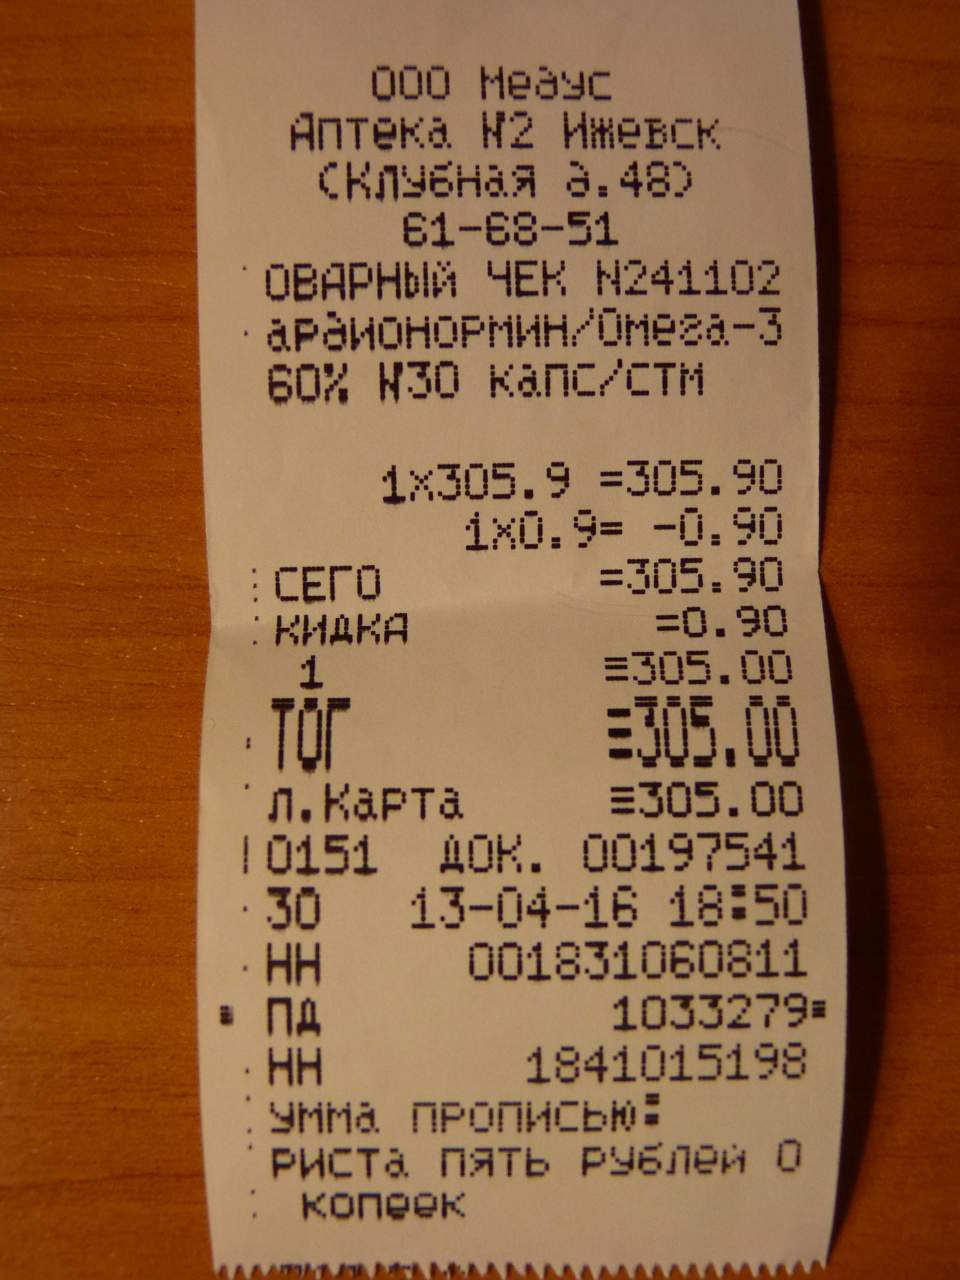 ООО Медус
Аптека №2 Ижевск
(Клубная д.48)
61-68-51
ОВАРНЫЙ ЧЕК N241102
ардионормин/Омега-3
60% №30 капс/стм
1x305.9 =305.90
1x0.9= -0.90
СЕГО =305.90
КИДКА =0.90
1 ≡305.00
ТОГ ≡305.00
л.Карта ≡305.00
0151 ДОК. 00197541
30 13-04-16 18:50
НН 001831060811
ПД 1033279
НН 1841015198
умма прописью:
риста пять рублей 0
копеек